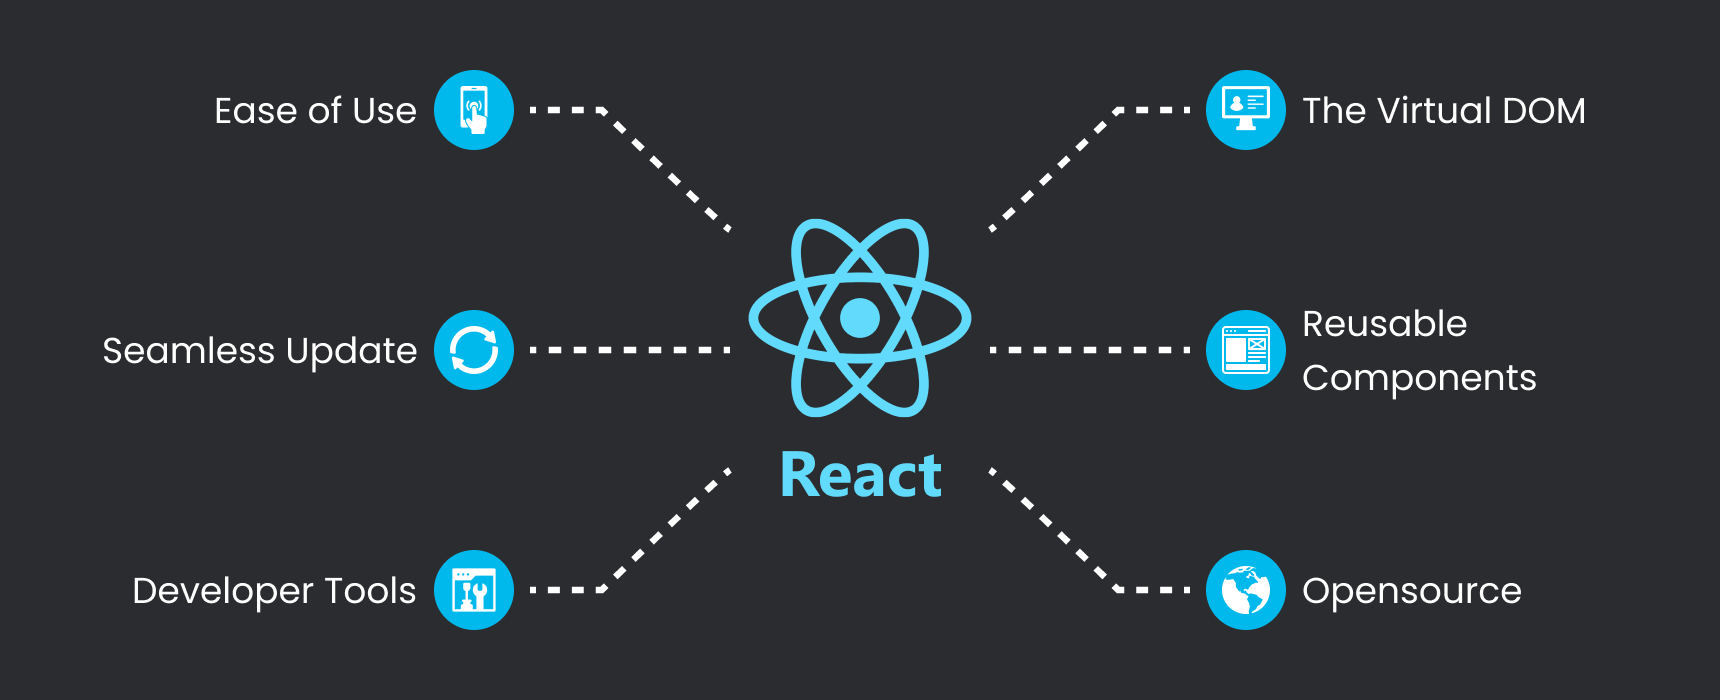 Ease of Use
The Virtual DOM
Seamless Update
Reusable
Components
React
Developer Tools
Opensource